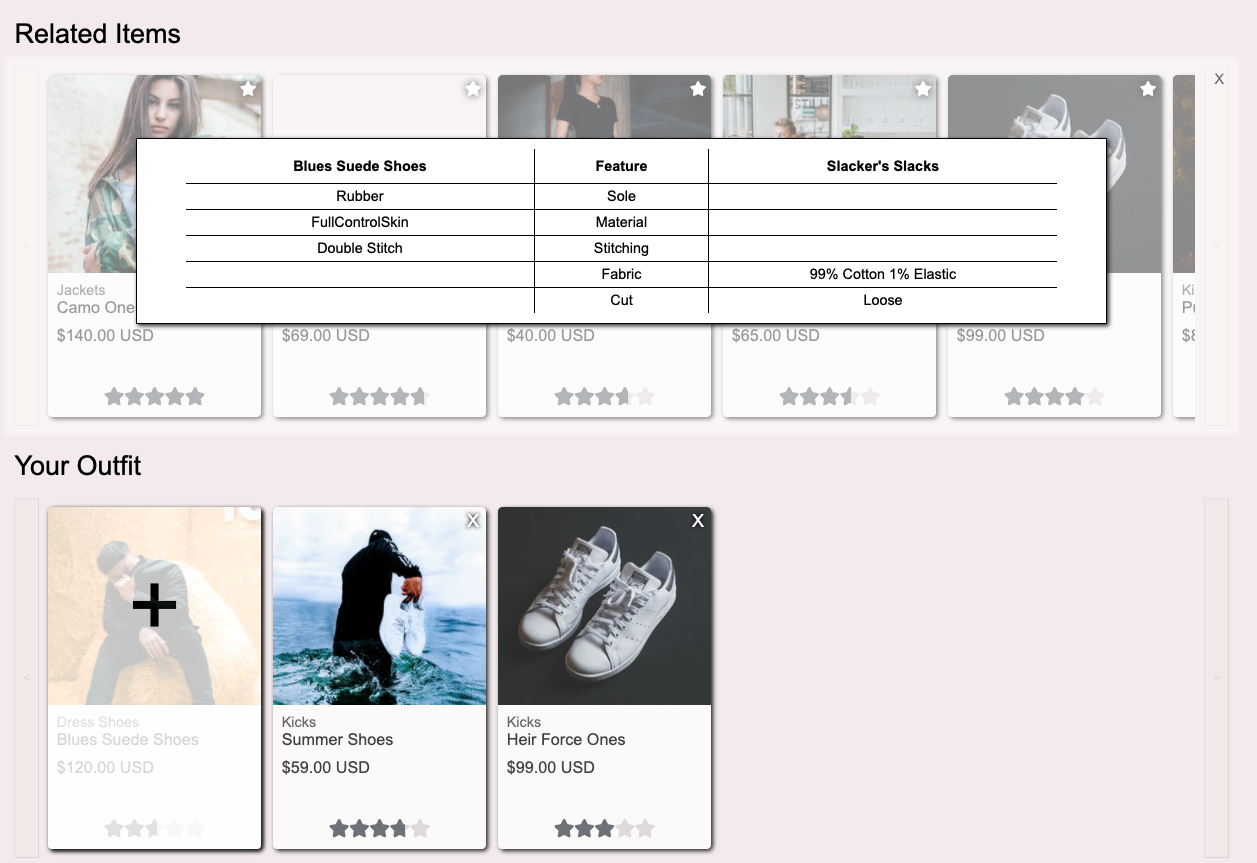 Related Items
X
STILL
Blues Suede Shoes Feature Slacker's Slacks
Rubber Sole
FullControlSkin Material
Double Stitch Stitching
Fabric 99% Cotton 1% Elastic
Cut Loose
<
>
Jackets
Camo One
$140.00 USD
$69.00 USD
$40.00 USD
$65.00 USD
$99.00 USD
Your Outfit
+
X
X
<
>
Dress Shoes
Blues Suede Shoes
$120.00 USD
Kicks
Summer Shoes
$59.00 USD
Kicks
Heir Force Ones
$99.00 USD